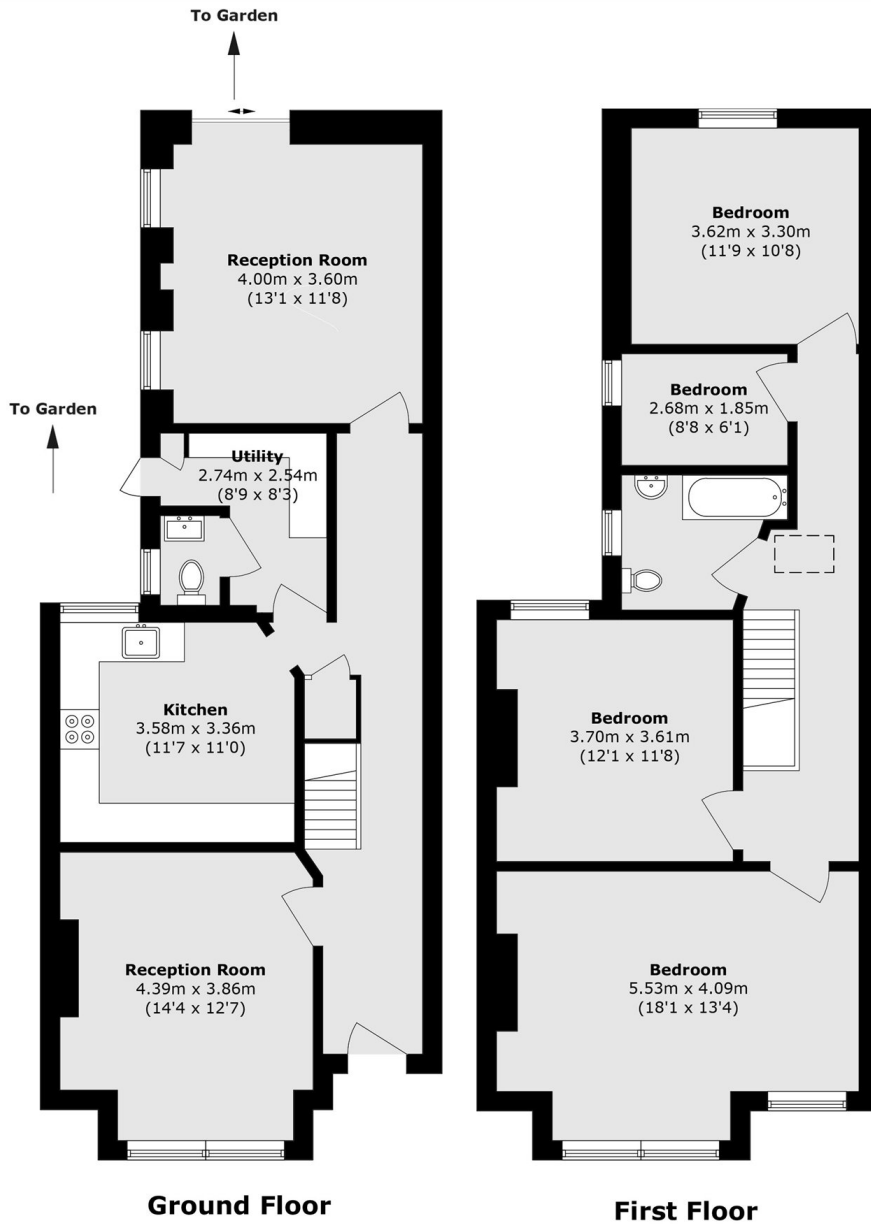 To Garden
Reception Room
4.00m x 3.60m
(13'1 x 11'8)
To Garden
Utility
2.74m x 2.54m
(8'9 x 8'3)
Kitchen
3.58m x 3.36m
(11'7 x 11'0)
Reception Room
4.39m x 3.86m
(14'4 x 12'7)
Ground Floor
Bedroom
3.62m x 3.30m
(11'9 x 10'8)
Bedroom
2.68m x 1.85m
(8'8 x 6'1)
Bedroom
3.70m x 3.61m
(12'1 x 11'8)
Bedroom
5.53m x 4.09m
(18'1 x 13'4)
First Floor